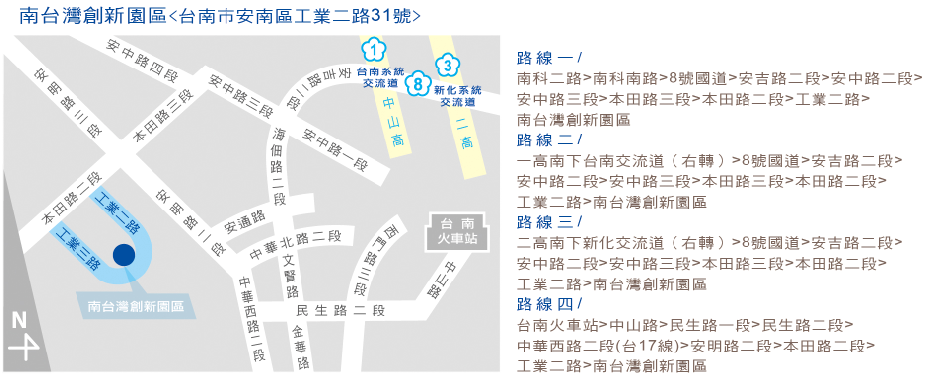 南台灣創新園區<台南市安南區工業二路31號>
安中路四段
安明路三段
本田路三段
安中路三段
安吉路二段
1
台南系統
交流道
8
3
新化系統
交流道
中山高
二高
安中路一段
海佃路二段
本田路二段
工業二路
工業三路
安明路二段
安通路
中華北路二段
文賢路
西門路三段
台南
火車站
中山路
中華西路二段
民生路二段
金華路
南台灣創新園區
N
4
路線一/
南科二路>南科南路>8號國道>安吉路二段>安中路二段>
安中路三段>本田路三段>本田路二段>工業二路>
南台灣創新園區
路線二/
一高南下台南交流道（右轉）>8號國道>安吉路二段>
安中路二段>安中路三段>本田路三段>本田路二段>
工業二路>南台灣創新園區
路線三/
二高南下新化交流道（右轉）>8號國道>安吉路二段>
安中路二段>安中路三段>本田路三段>本田路二段>
工業二路>南台灣創新園區
路線四/
台南火車站>中山路>民生路一段>民生路二段>
中華西路二段(台17線)>安明路二段>本田路二段>
工業二路>南台灣創新園區